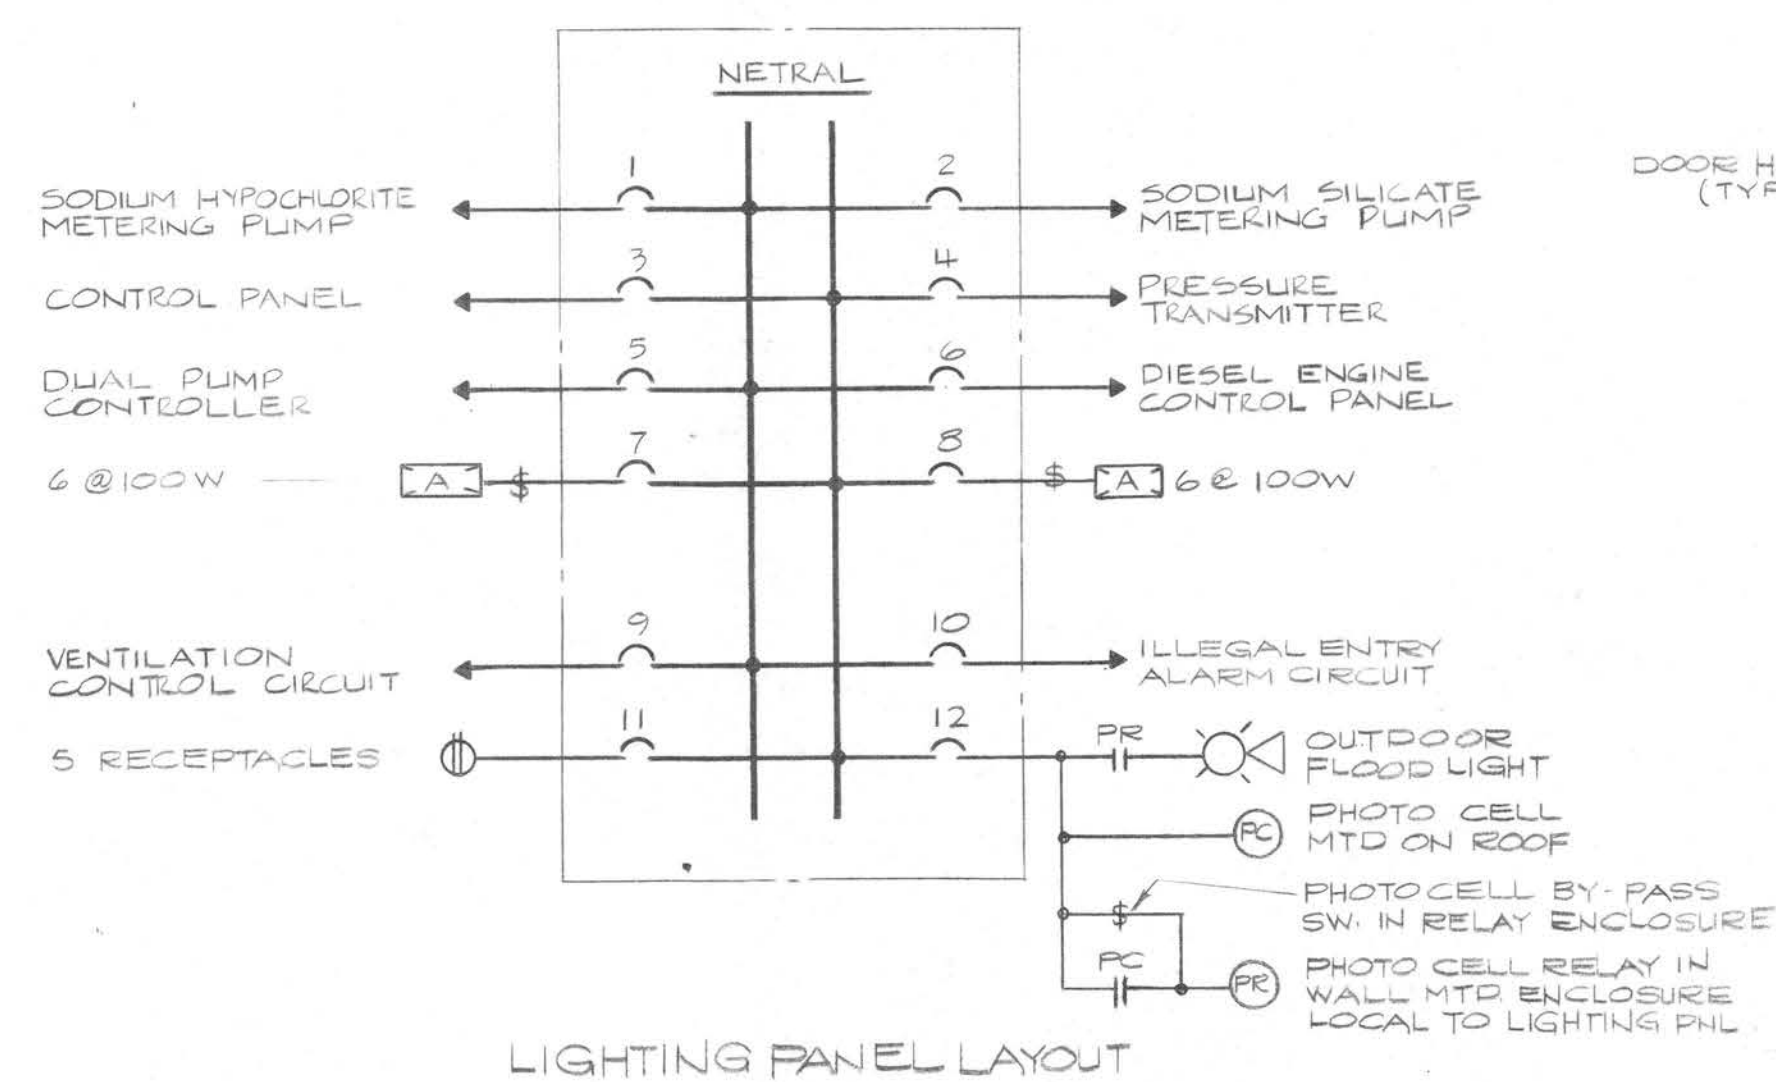 NETRAL
1
2
SODIUM HYPOCHLORITE
METERING PUMP
SODIUM SILICATE
METERING PUMP
DOOR H
(TYP
3
4
CONTROL PANEL
PRESSURE
TRANSMITTER
5
6
DUAL PUMP
CONTROLLER
DIESEL ENGINE
CONTROL PANEL
7
8
6 @ 100W
A
$
$
A
6 @ 100W
9
10
VENTILATION
CONTROL CIRCUIT
ILLEGAL ENTRY
ALARM CIRCUIT
11
12
5 RECEPTACLES
PR
OUTDOOR
FLOOD LIGHT
PC
PHOTO CELL
MTD ON ROOF
$
PHOTOCELL BY-PASS
SW. IN RELAY ENCLOSURE
PC
PR
PHOTO CELL RELAY IN
WALL MTD. ENCLOSURE
LOCAL TO LIGHTING PNL
LIGHTING PANEL LAYOUT